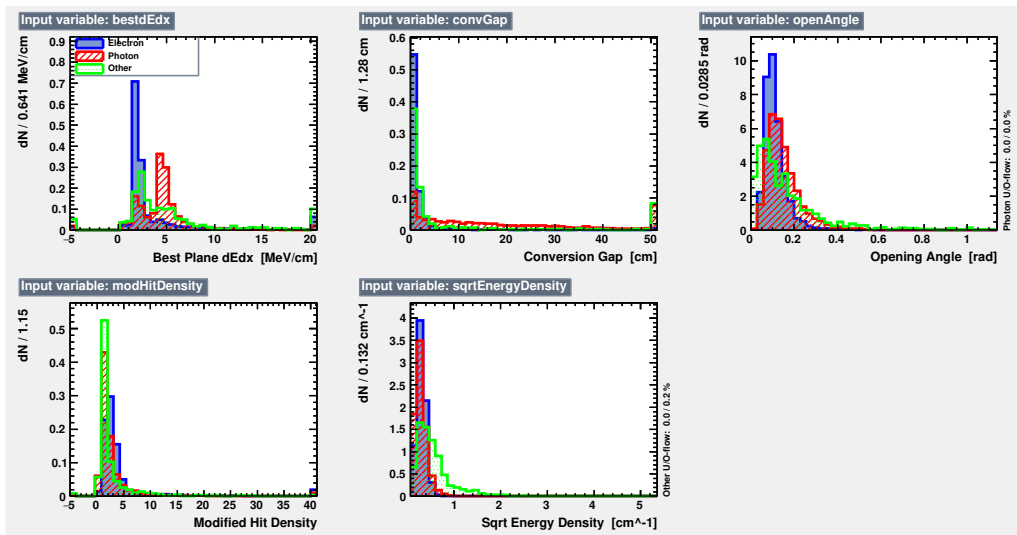 Input variable: bestdEdx
dN / 0.641 MeV/cm
0.9
0.8
0.7
0.6
0.5
0.4
0.3
0.2
0.1
0
Electron
Photon
Other
−5 0 5 10 15 20
Best Plane dEdx [MeV/cm]
Input variable: convGap
dN / 1.28 cm
0.6
0.5
0.4
0.3
0.2
0.1
0
0 10 20 30 40 50
Conversion Gap [cm]
Input variable: openAngle
dN / 0.0285 rad
10
8
6
4
2
0
0 0.2 0.4 0.6 0.8 1
Opening Angle [rad]
Photon U/O-flow: 0.0 / 0.0 %
Input variable: modHitDensity
dN / 1.15
0.5
0.4
0.3
0.2
0.1
0
−5 0 5 10 15 20 25 30 35 40
Modified Hit Density
Input variable: sqrtEnergyDensity
dN / 0.132 cm^-1
4
3.5
3
2.5
2
1.5
1
0.5
0
1 2 3 4 5
Sqrt Energy Density [cm^-1]
Other U/O-flow: 0.0 / 0.2 %